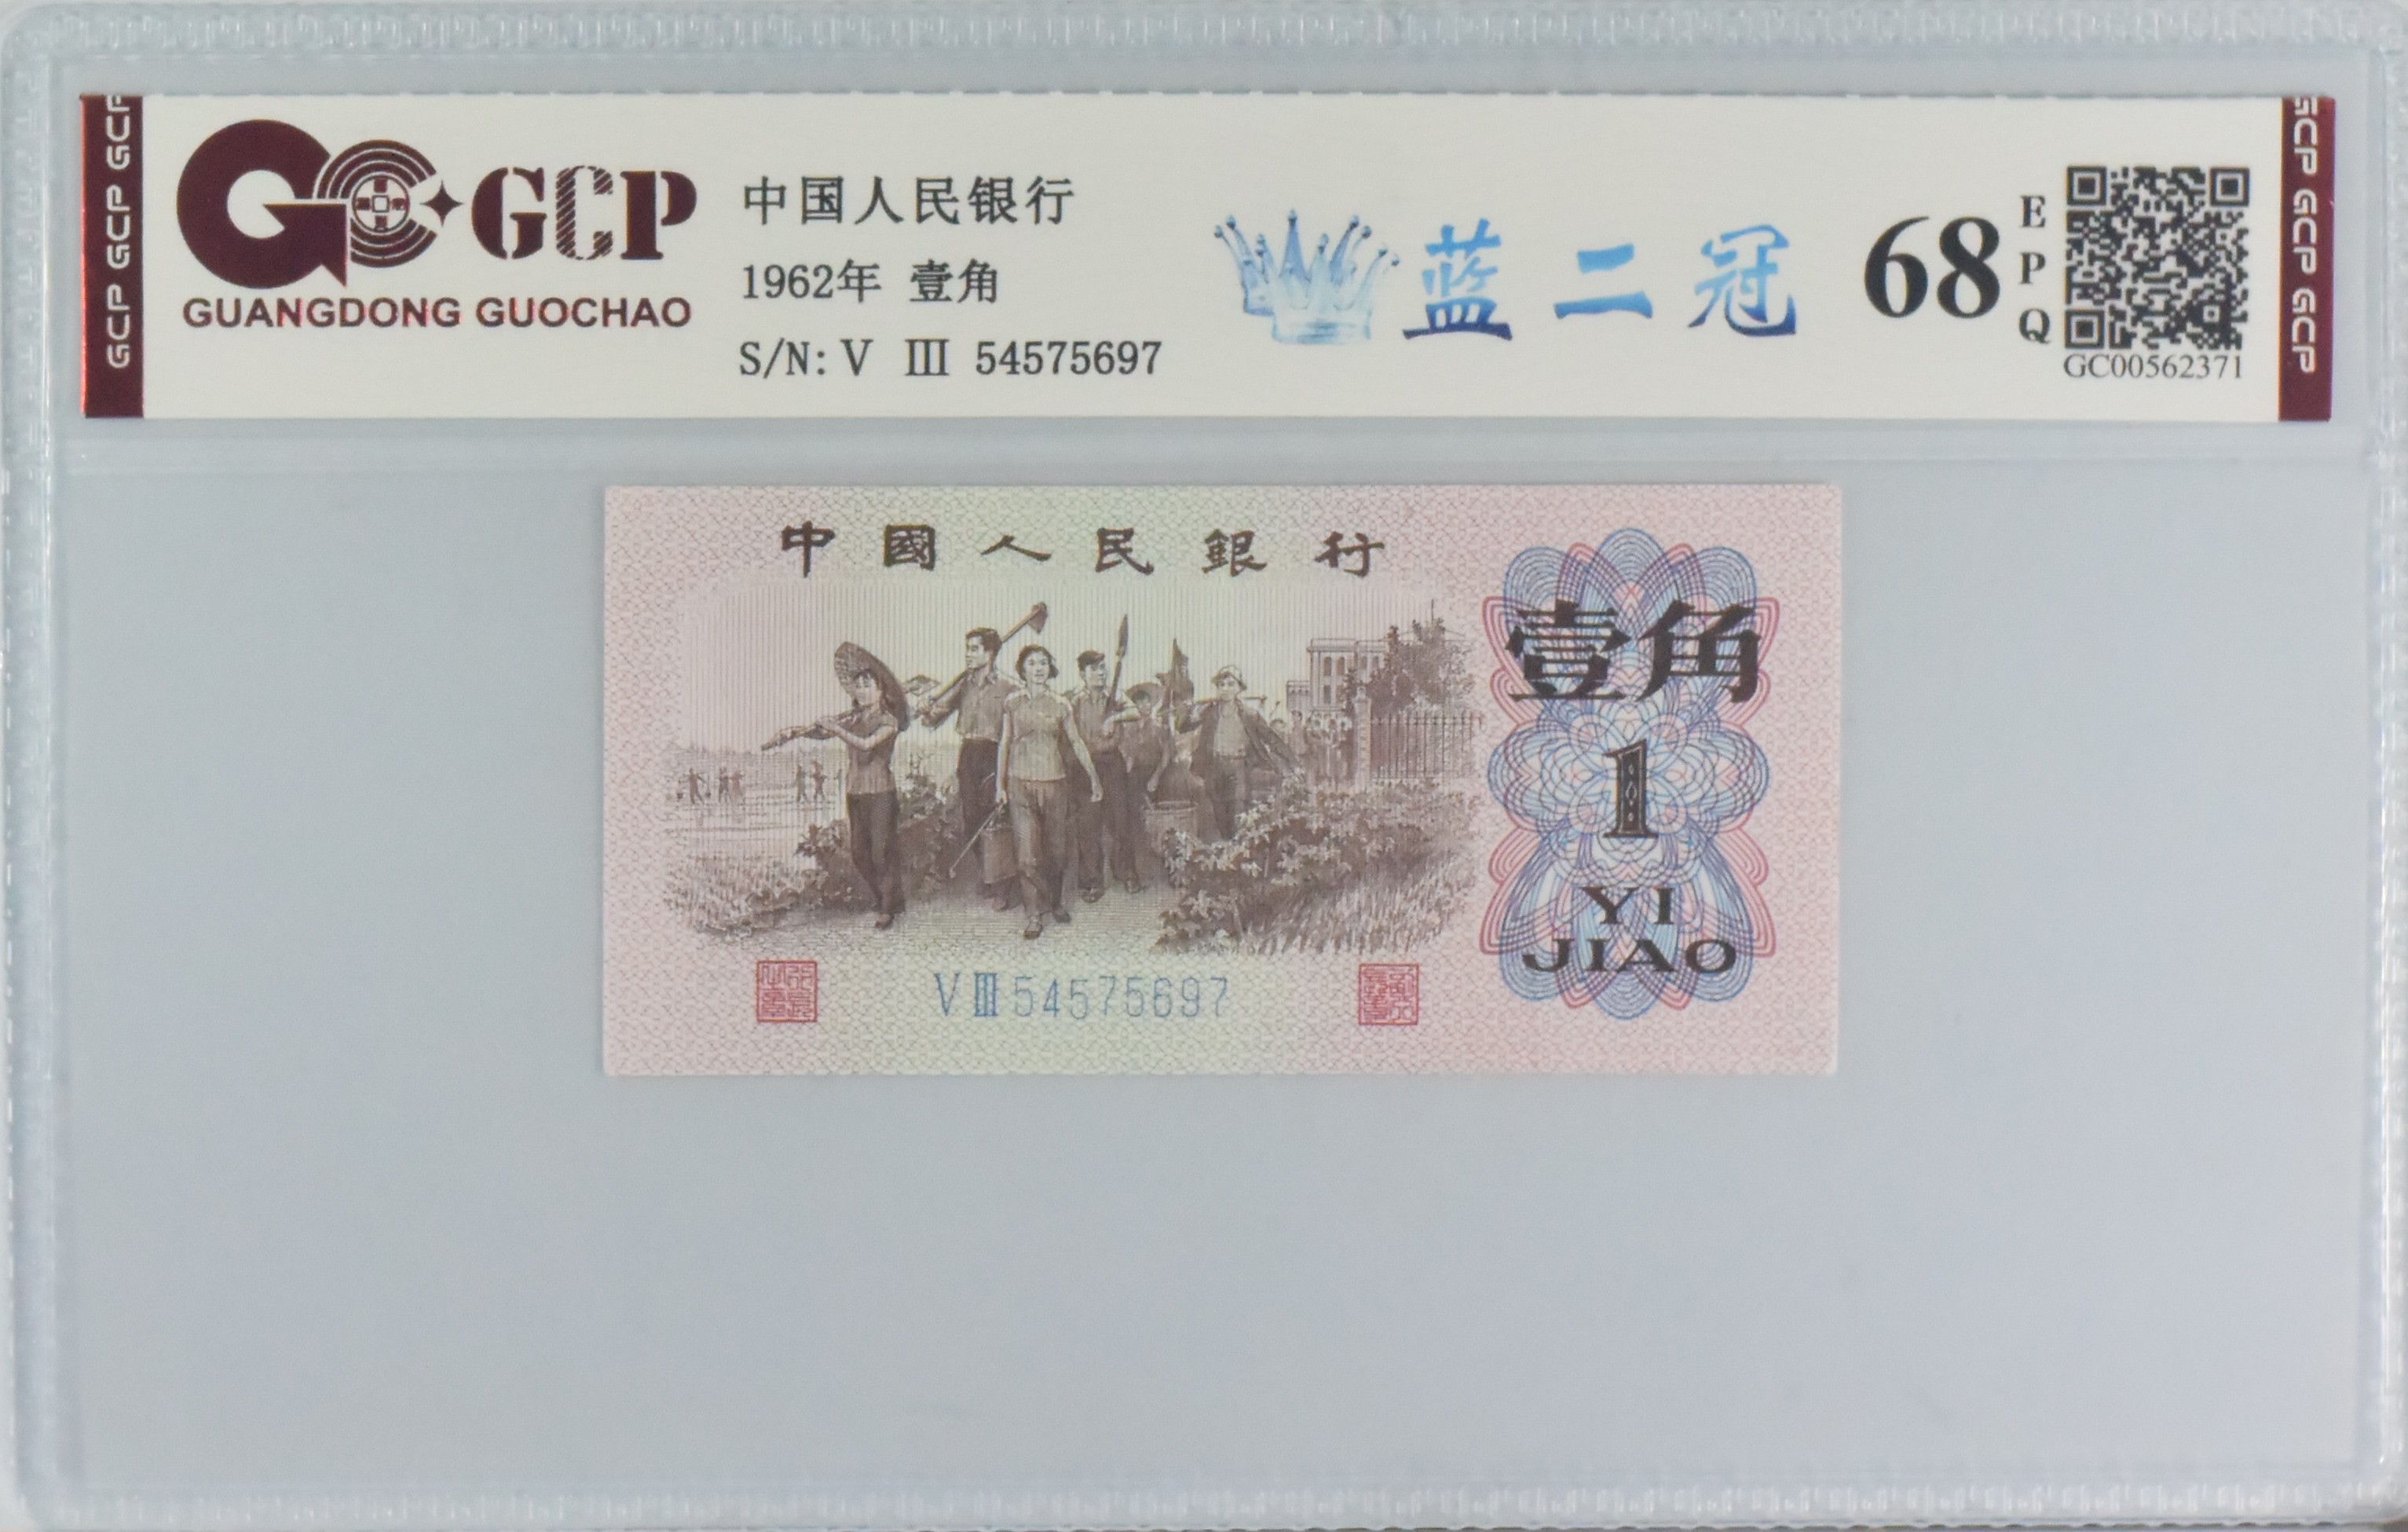 GCP GCP GCP
GCP
GUANGDONG GUOCHAO
中国人民银行
1962年 壹角
S/N: V Ⅲ 54575697
蓝二冠
68
EPQ
GC00562371
GCP GCP GCP
中國人民銀行
壹角
1
YI
JIAO
V Ⅲ 54575697